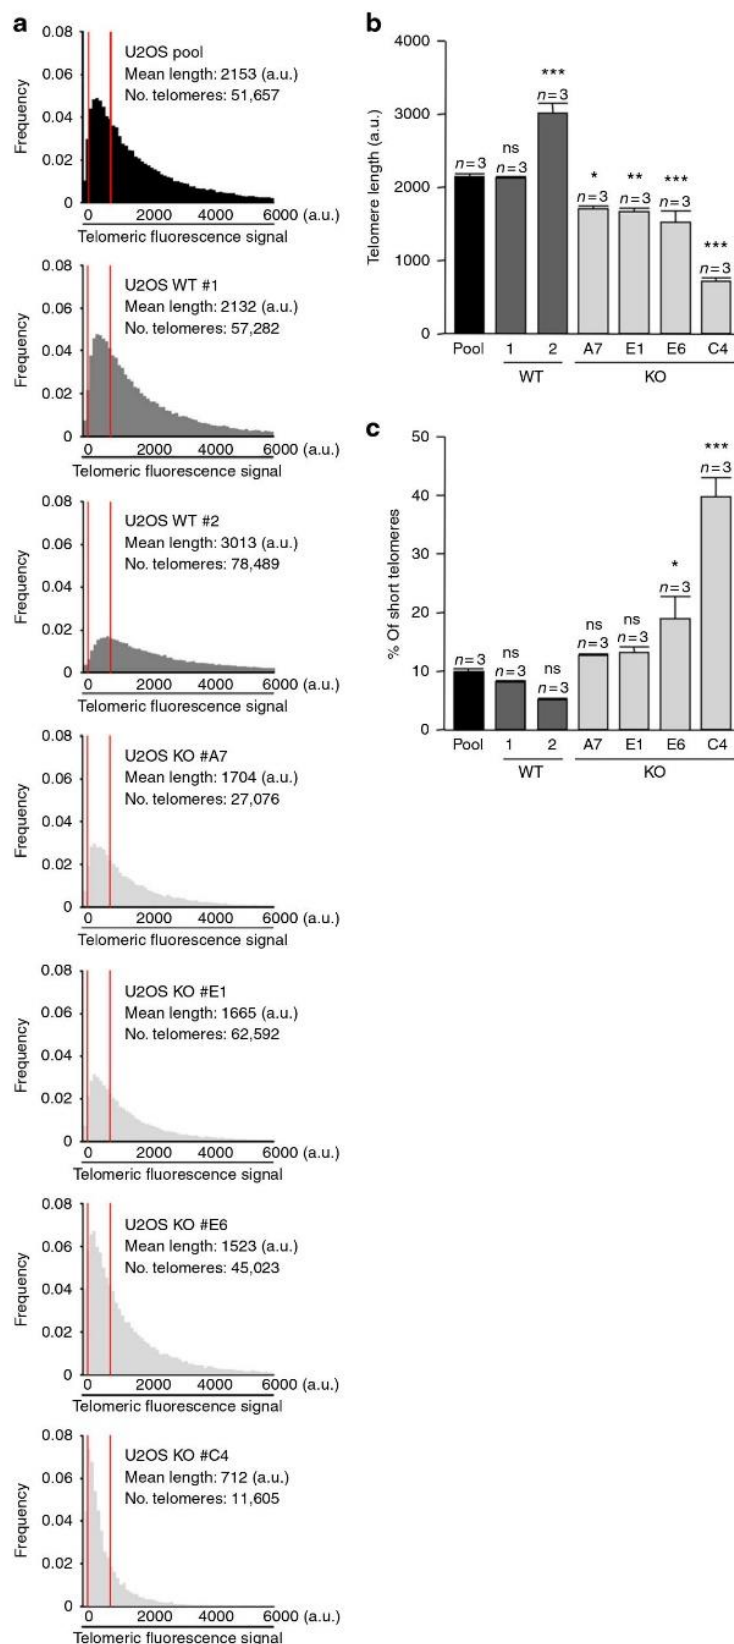 a
0.08
0.06
0.04
0.02
0
Frequency
U2OS pool
Mean length: 2153 (a.u.)
No. telomeres: 51,657
0 2000 4000 6000 (a.u.)
Telomeric fluorescence signal
0.08
0.06
0.04
0.02
0
Frequency
U2OS WT #1
Mean length: 2132 (a.u.)
No. telomeres: 57,282
0 2000 4000 6000 (a.u.)
Telomeric fluorescence signal
0.08
0.06
0.04
0.02
0
Frequency
U2OS WT #2
Mean length: 3013 (a.u.)
No. telomeres: 78,489
0 2000 4000 6000 (a.u.)
Telomeric fluorescence signal
0.08
0.06
0.04
0.02
0
Frequency
U2OS KO #A7
Mean length: 1704 (a.u.)
No. telomeres: 27,076
0 2000 4000 6000 (a.u.)
Telomeric fluorescence signal
0.08
0.06
0.04
0.02
0
Frequency
U2OS KO #E1
Mean length: 1665 (a.u.)
No. telomeres: 62,592
0 2000 4000 6000 (a.u.)
Telomeric fluorescence signal
0.08
0.06
0.04
0.02
0
Frequency
U2OS KO #E6
Mean length: 1523 (a.u.)
No. telomeres: 45,023
0 2000 4000 6000 (a.u.)
Telomeric fluorescence signal
0.08
0.06
0.04
0.02
0
Frequency
U2OS KO #C4
Mean length: 712 (a.u.)
No. telomeres: 11,605
0 2000 4000 6000 (a.u.)
Telomeric fluorescence signal
b
4000
3000
2000
1000
0
Telomere length (a.u.)
n=3
ns
n=3
***
n=3
*
n=3
**
n=3
***
n=3
***
n=3
Pool 1 2 A7 E1 E6 C4
WT KO
c
50
40
30
20
10
0
% Of short telomeres
n=3
ns
n=3
ns
n=3
ns
n=3
ns
n=3
*
n=3
***
n=3
Pool 1 2 A7 E1 E6 C4
WT KO